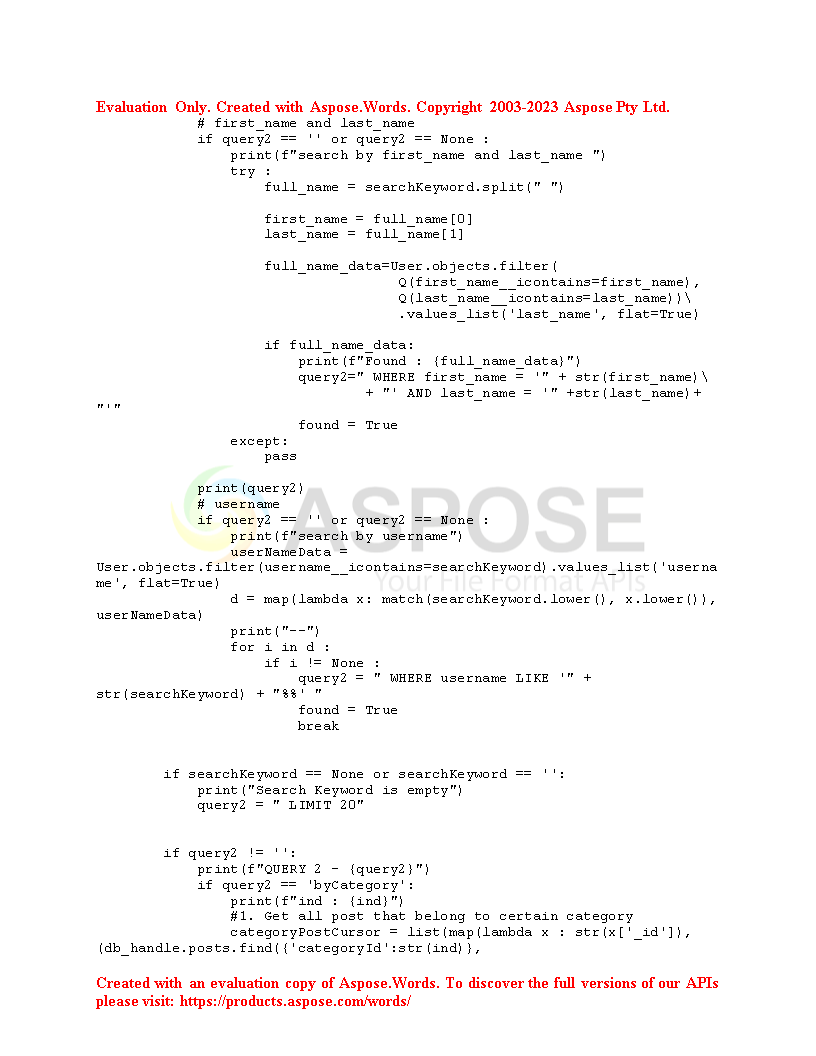 Evaluation Only. Created with Aspose.Words. Copyright 2003-2023 Aspose Pty Ltd.
            # first_name and last_name
            if query2 == '' or query2 == None :
                print(f"search by first_name and last_name ")
                try :
                    full_name = searchKeyword.split(" ")

                    first_name = full_name[0]
                    last_name = full_name[1]

                    full_name_data=User.objects.filter(
                                    Q(first_name__icontains=first_name),
                                    Q(last_name__icontains=last_name))\
                                    .values_list('last_name', flat=True)

                    if full_name_data:
                        print(f"Found : {full_name_data}")
                        query2=" WHERE first_name = '" + str(first_name)\
                                + "' AND last_name = '" +str(last_name)+
"'"
                        found = True
                except:
                    pass

            print(query2)
            # username
            if query2 == '' or query2 == None :
                print(f"search by username")
                userNameData =
User.objects.filter(username__icontains=searchKeyword).values_list('userna
me', flat=True)
                d = map(lambda x: match(searchKeyword.lower(), x.lower()),
userNameData)
                print("--")
                for i in d :
                    if i != None :
                        query2 = " WHERE username LIKE '" +
str(searchKeyword) + "%%' "
                        found = True
                        break

        if searchKeyword == None or searchKeyword == '':
            print("Search Keyword is empty")
            query2 = " LIMIT 20"

        if query2 != '':
            print(f"QUERY 2 - {query2}")
            if query2 == 'byCategory':
                print(f"ind : {ind}")
                #1. Get all post that belong to certain category
                categoryPostCursor = list(map(lambda x : str(x['_id']),
(db_handle.posts.find({'categoryId':str(ind)},
ASPOSE
Your File Format APIs
Created with an evaluation copy of Aspose.Words. To discover the full versions of our APIs
please visit: https://products.aspose.com/words/